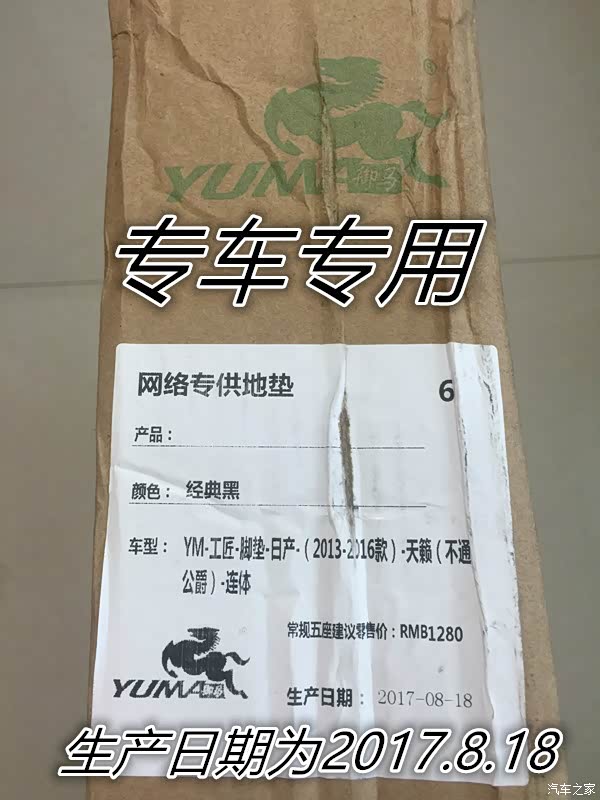 ®
YUMA御马
专车专用
网络专供地垫 6
产品：
颜色： 经典黑
车型： YM-工匠-脚垫-日产-（2013-2016款）-天籁（不通
公爵）-连体
常规五座建议零售价：RMB1280
YUMA御马
生产日期： 2017-08-18
生产日期为2017.8.18
汽车之家